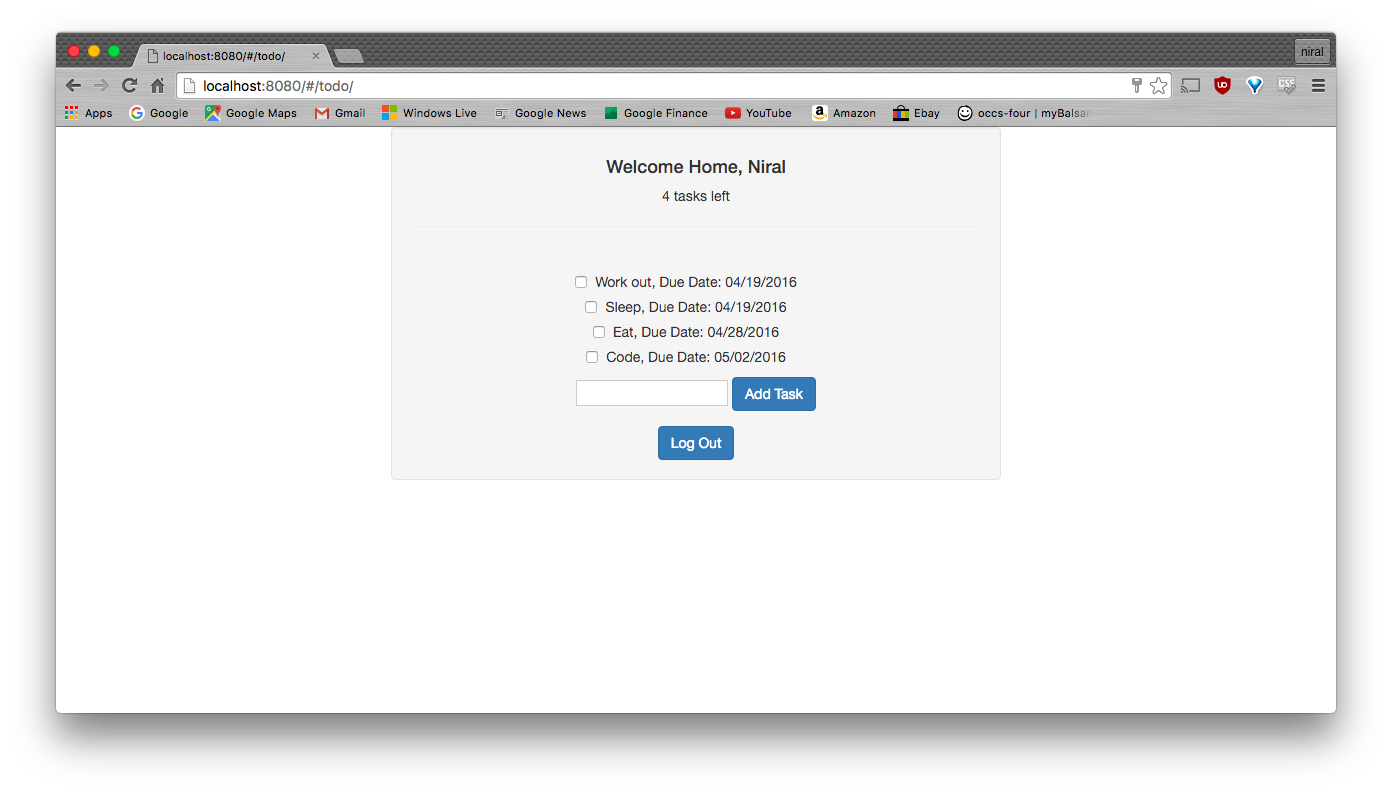 localhost:8080/#/todo/
niral
localhost:8080/#/todo/
UD
CSS
Apps Google Google Maps Gmail Windows Live Google News Google Finance YouTube Amazon Ebay occs-four | myBalsar
Welcome Home, Niral
4 tasks left
Work out, Due Date: 04/19/2016
Sleep, Due Date: 04/19/2016
Eat, Due Date: 04/28/2016
Code, Due Date: 05/02/2016
Add Task
Log Out